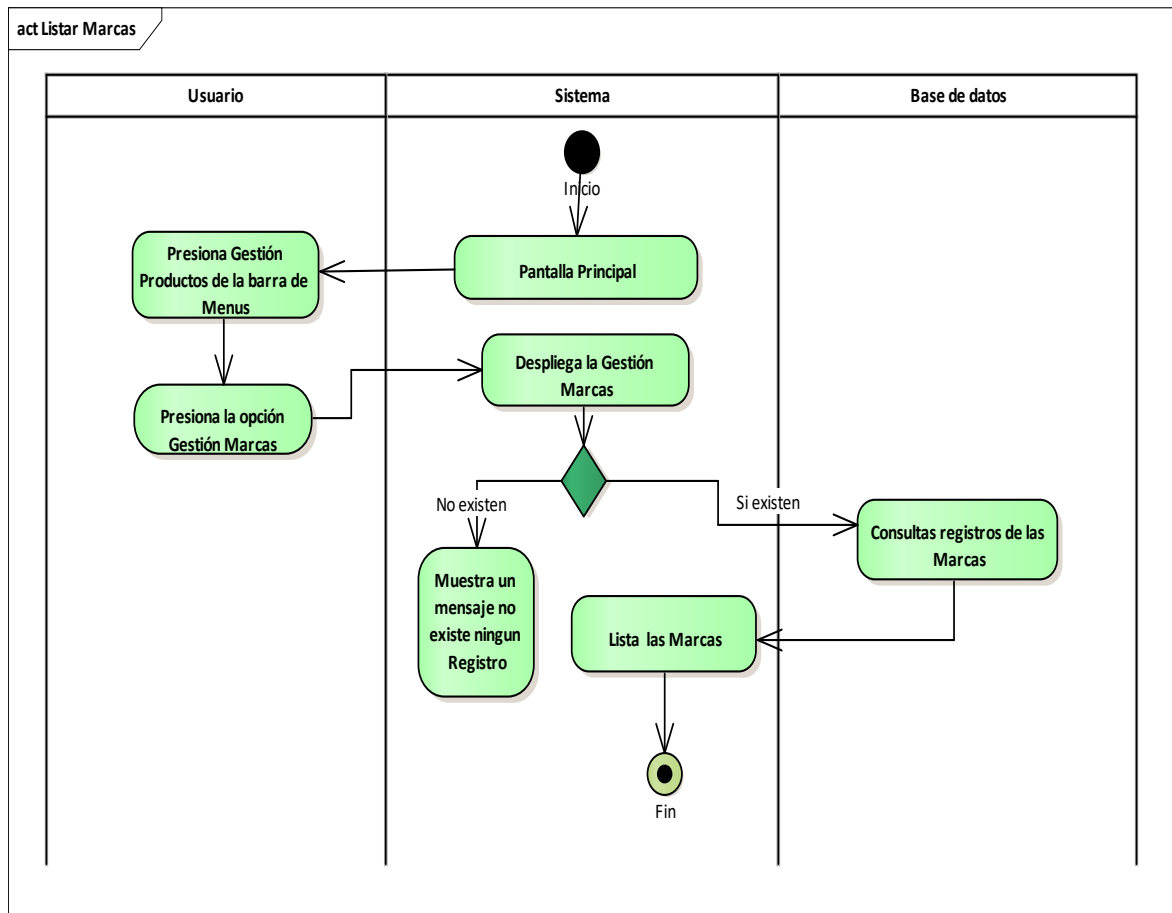 act Listar Marcas
Usuario
Sistema
Base de datos
Inicio
Presiona Gestión
Productos de la barra de
Menus
Pantalla Principal
Despliega la Gestión
Marcas
Presiona la opción
Gestión Marcas
No existen
Si existen
Consultas registros de las
Marcas
Muestra un
mensaje no
existe ningun
Registro
Lista las Marcas
Fin